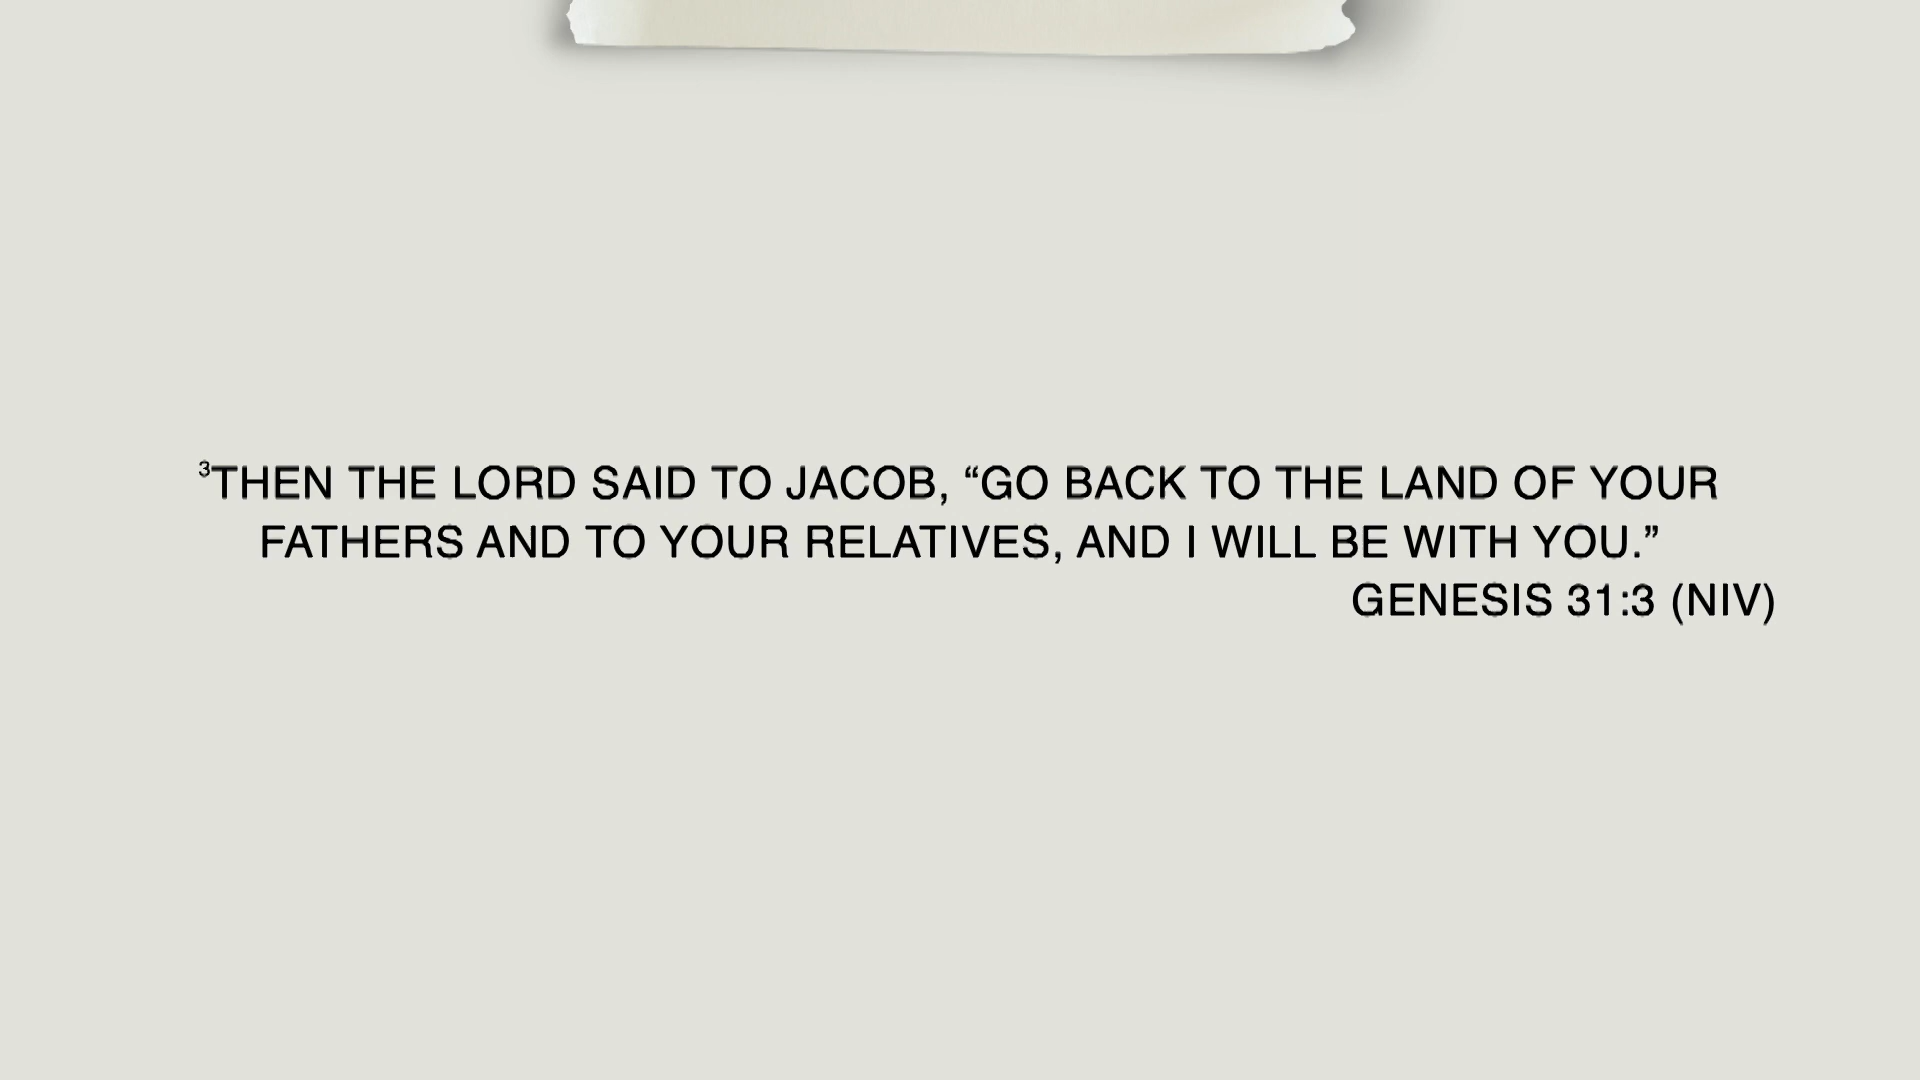 ³THEN THE LORD SAID TO JACOB, “GO BACK TO THE LAND OF YOUR
FATHERS AND TO YOUR RELATIVES, AND I WILL BE WITH YOU.”
GENESIS 31:3 (NIV)